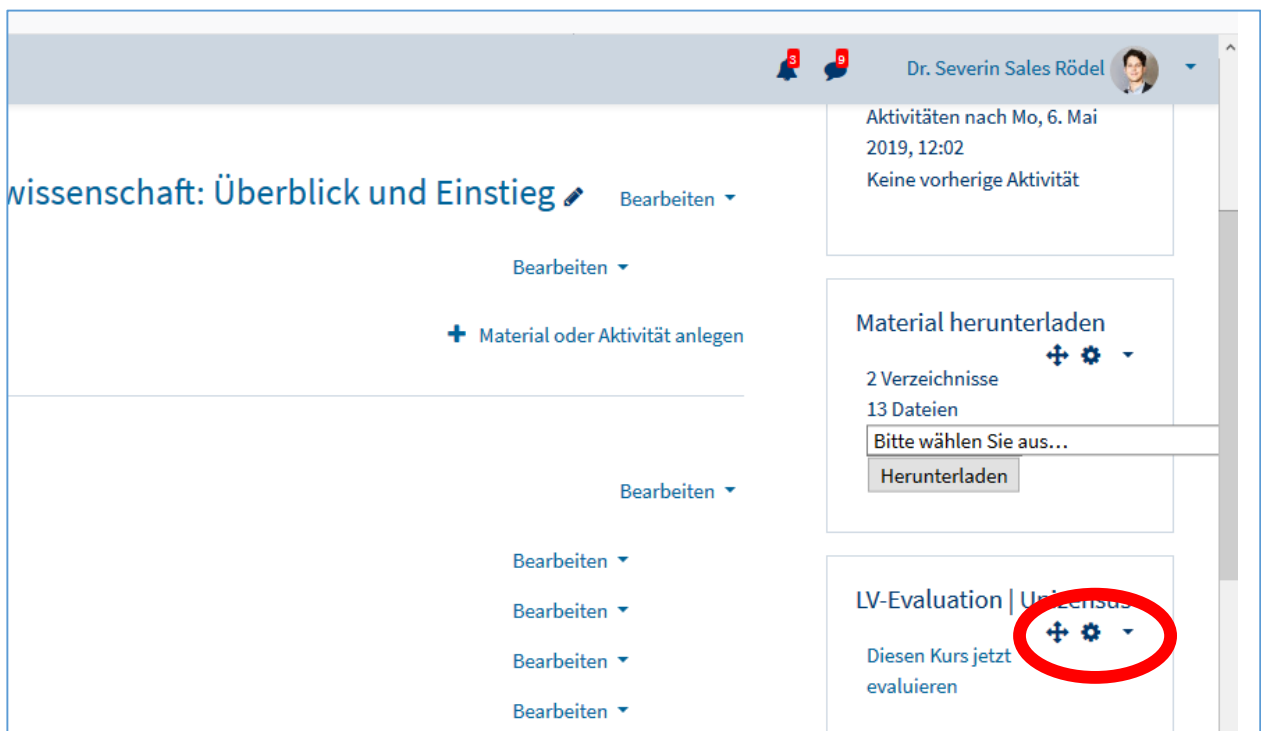 3
9
Dr. Severin Sales Rödel
Aktivitäten nach Mo, 6. Mai
2019, 12:02
Keine vorherige Aktivität
wissenschaft: Überblick und Einstieg
Bearbeiten
Bearbeiten
Material oder Aktivität anlegen
Material herunterladen
2 Verzeichnisse
13 Dateien
Bitte wählen Sie aus...
Herunterladen
Bearbeiten
Bearbeiten
Bearbeiten
Bearbeiten
Bearbeiten
LV-Evaluation | Unizensus
Diesen Kurs jetzt
evaluieren